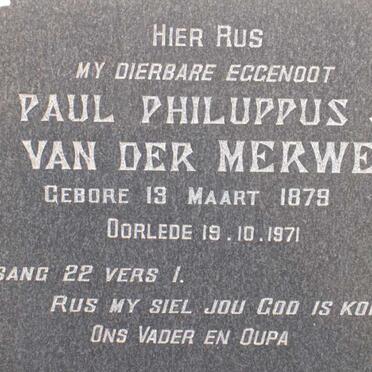 HIER RUS
MY DIERBARE EGGENOOT
PAUL PHILUPPUS
VAN DER MERWE
GEBORE 13 MAART 1879
OORLEDE 19.10.1971
SANG 22 VERS 1.
RUS MY SIEL JOU GOD IS
ONS VADER EN OUPA